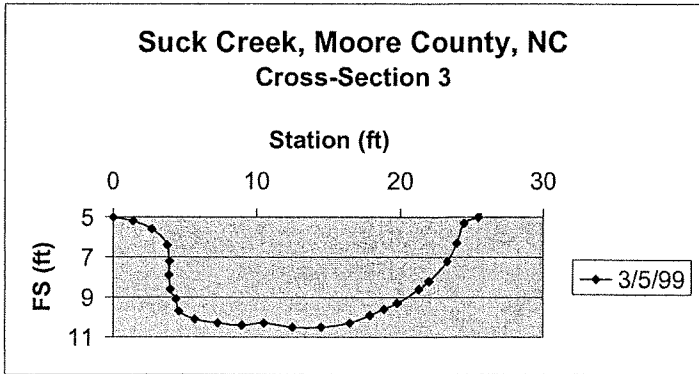 Suck Creek, Moore County, NC
Cross-Section 3
Station (ft)
0 10 20 30
5
7
9
11
FS (ft)
3/5/99